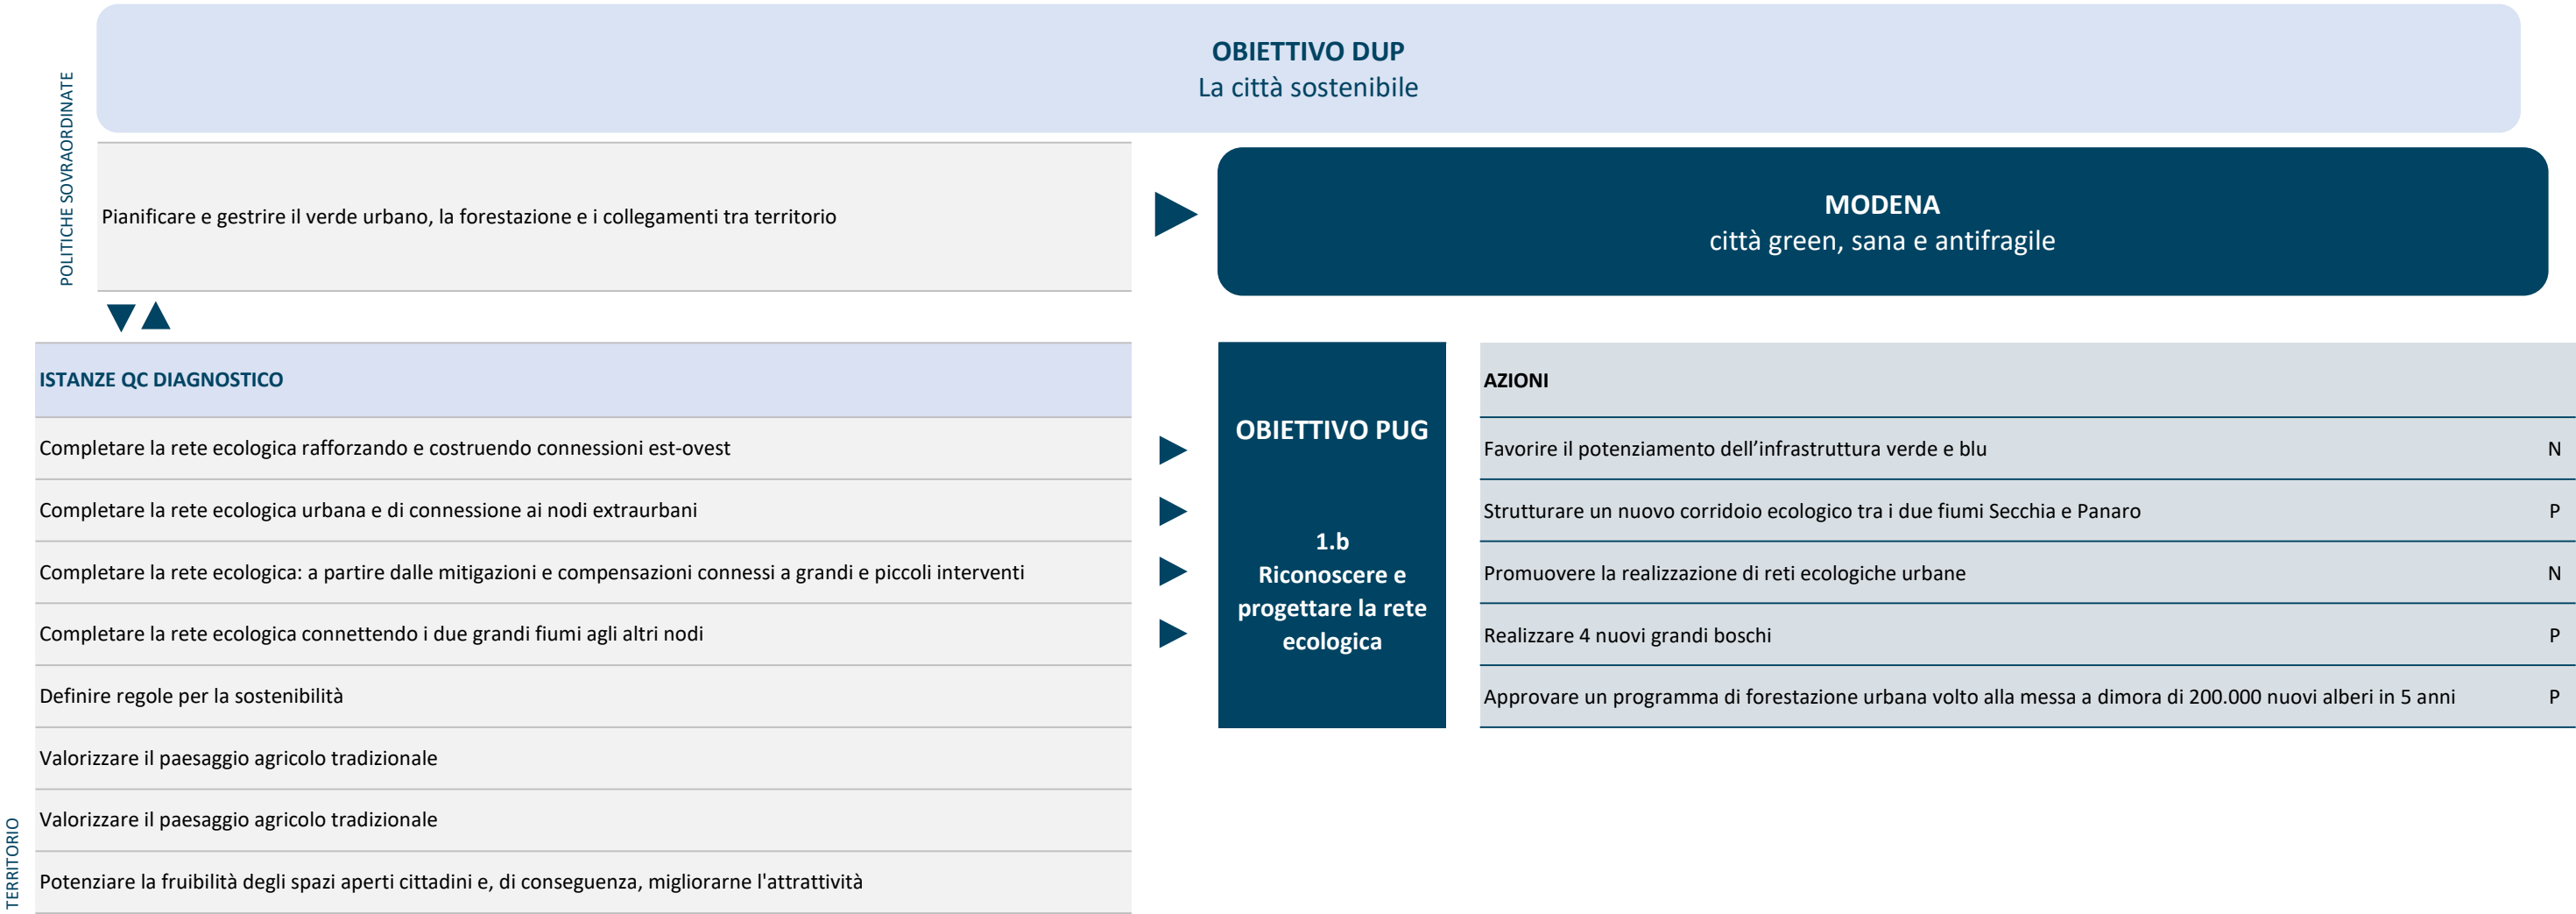 OBIETTIVO DUP
La città sostenibile
POLITICHE SOVRAORDINATE
Pianificare e gestrire il verde urbano, la forestazione e i collegamenti tra territorio
MODENA
città green, sana e antifragile
ISTANZE QC DIAGNOSTICO
Completare la rete ecologica rafforzando e costruendo connessioni est-ovest
Completare la rete ecologica urbana e di connessione ai nodi extraurbani
Completare la rete ecologica: a partire dalle mitigazioni e compensazioni connessi a grandi e piccoli interventi
Completare la rete ecologica connettendo i due grandi fiumi agli altri nodi
Definire regole per la sostenibilità
Valorizzare il paesaggio agricolo tradizionale
Valorizzare il paesaggio agricolo tradizionale
Potenziare la fruibilità degli spazi aperti cittadini e, di conseguenza, migliorarne l'attrattività
TERRITORIO
OBIETTIVO PUG
1.b
Riconoscere e
progettare la rete
ecologica
AZIONI
Favorire il potenziamento dell’infrastruttura verde e blu N
Strutturare un nuovo corridoio ecologico tra i due fiumi Secchia e Panaro P
Promuovere la realizzazione di reti ecologiche urbane N
Realizzare 4 nuovi grandi boschi P
Approvare un programma di forestazione urbana volto alla messa a dimora di 200.000 nuovi alberi in 5 anni P